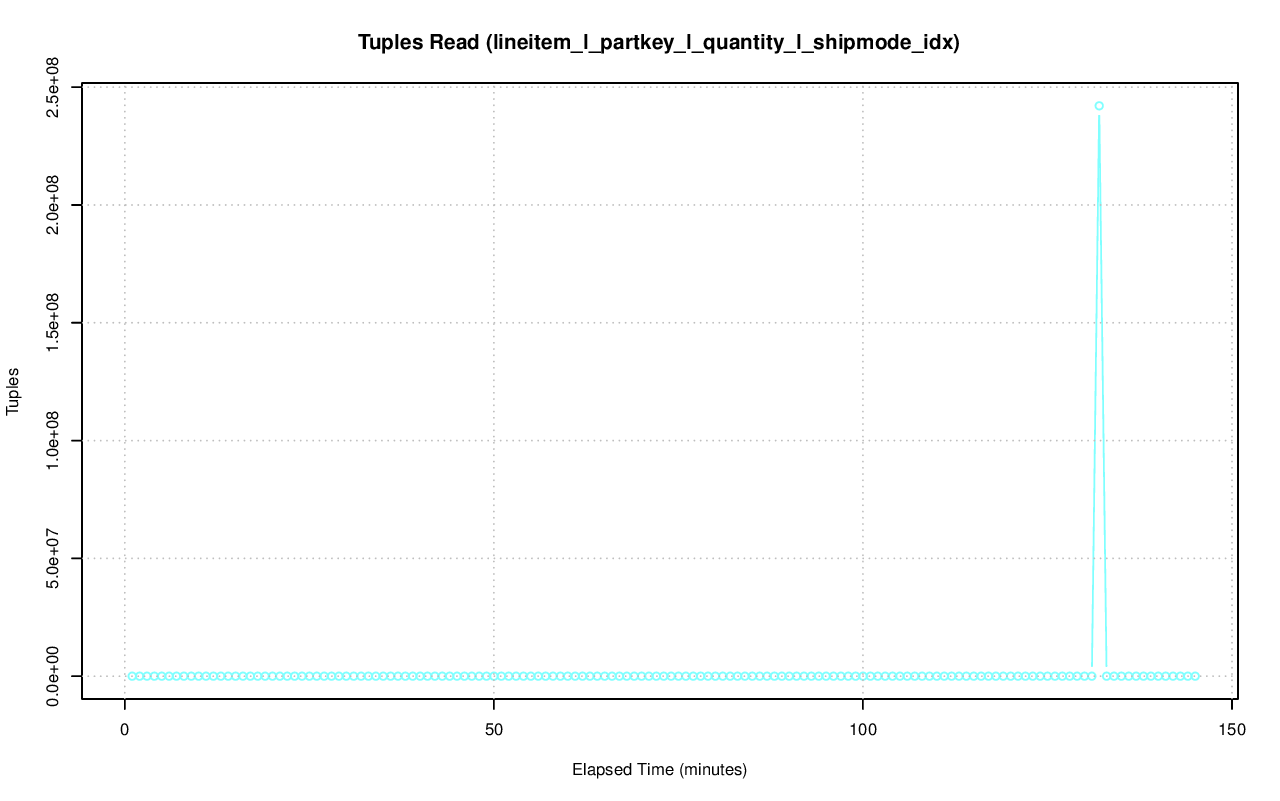 Tuples Read (lineitem_l_partkey_l_quantity_l_shipmode_idx)
2.5e+08
2.0e+08
1.5e+08
1.0e+08
5.0e+07
0.0e+00
Tuples
0 50 100 150
Elapsed Time (minutes)